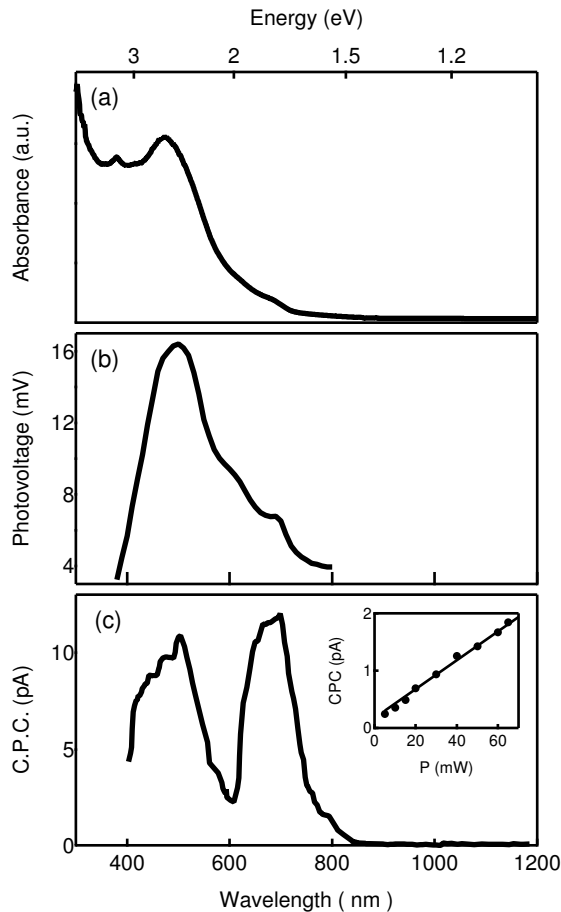 Energy (eV)
3 2 1.5 1.2
(a)
Absorbance (a.u.)
(b)
Photovoltage (mV)
16
12
8
4
(c)
C.P.C. (pA)
10
5
0
CPC (pA)
2
1
0
0 20 40 60
P (mW)
400 600 800 1000 1200
Wavelength ( nm )